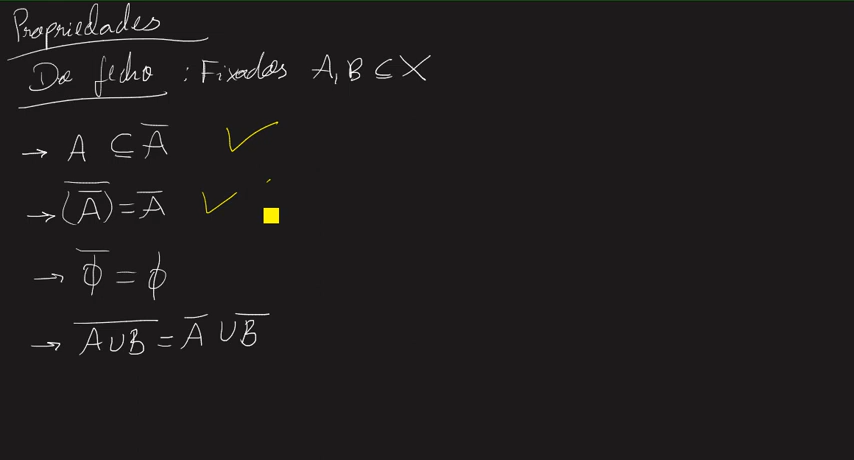 Propriedades
Do fecho : Fixados A, B ⊆ X
→ A ⊆ A̅ ✓
→ (A̅)̅ = A̅ ✓
→ ϕ̅ = ϕ
→ A̅∪̅B̅ = A̅ ∪ B̅